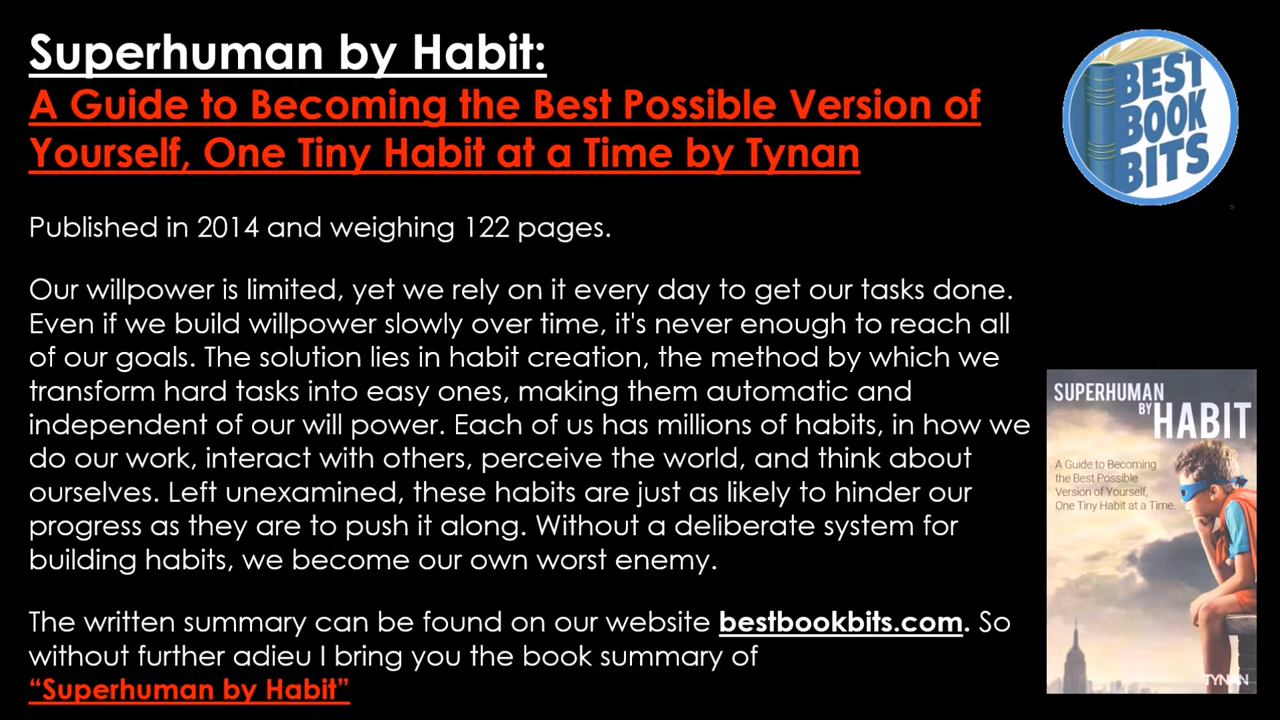 Superhuman by Habit:
A Guide to Becoming the Best Possible Version of
Yourself, One Tiny Habit at a Time by Tynan
BEST
BOOK
BITS
Published in 2014 and weighing 122 pages.
Our willpower is limited, yet we rely on it every day to get our tasks done.
Even if we build willpower slowly over time, it's never enough to reach all
of our goals. The solution lies in habit creation, the method by which we
transform hard tasks into easy ones, making them automatic and
independent of our will power. Each of us has millions of habits, in how we
do our work, interact with others, perceive the world, and think about
ourselves. Left unexamined, these habits are just as likely to hinder our
progress as they are to push it along. Without a deliberate system for
building habits, we become our own worst enemy.
The written summary can be found on our website bestbookbits.com. So
without further adieu I bring you the book summary of
“Superhuman by Habit”
SUPERHUMAN
BY HABIT
A Guide to Becoming
the Best Possible
Version of Yourself,
One Tiny Habit at a Time.
TYNAN